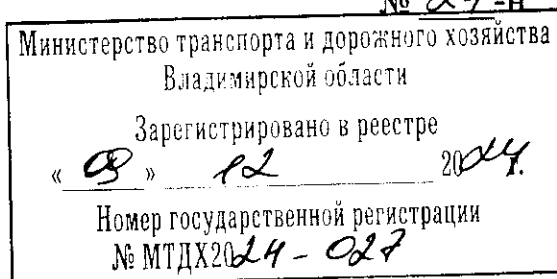 -н
Министерство транспорта и дорожного хозяйства
Владимирской области
Зарегистрировано в реестре
« 09 » 12 2024г.
Номер государственной регистрации
№ МТДХ2024 - 027